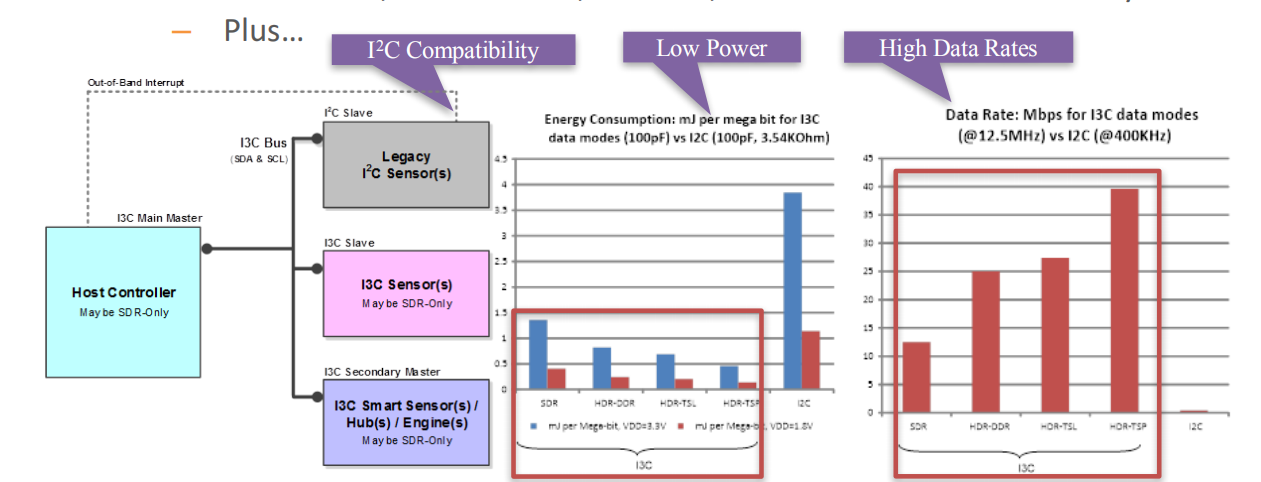 – Plus…
I²C Compatibility
Low Power
High Data Rates
Out-of-Band Interrupt
I²C Slave
I3C Bus
(SDA & SCL)
Legacy
I²C Sensor(s)
I3C Main Master
Host Controller
Maybe SDR-Only
I3C Slave
I3C Sensor(s)
Maybe SDR-Only
I3C Secondary Master
I3C Smart Sensor(s) /
Hub(s) / Engine(s)
Maybe SDR-Only
Energy Consumption: mJ per mega bit for I3C
data modes (100pF) vs I2C (100pF, 3.54KOhm)
4.5
4
3.5
3
2.5
2
1.5
1
0.5
0
SDR HDR-DDR HDR-TSL HDR-TSP I2C
mJ per Mega-bit, VDD=3.3V mJ per Mega-bit, VDD=1.8V
I3C
Data Rate: Mbps for I3C data modes
(@12.5MHz) vs I2C (@400KHz)
45
40
35
30
25
20
15
10
5
0
SDR HDR-DDR HDR-TSL HDR-TSP I2C
I3C